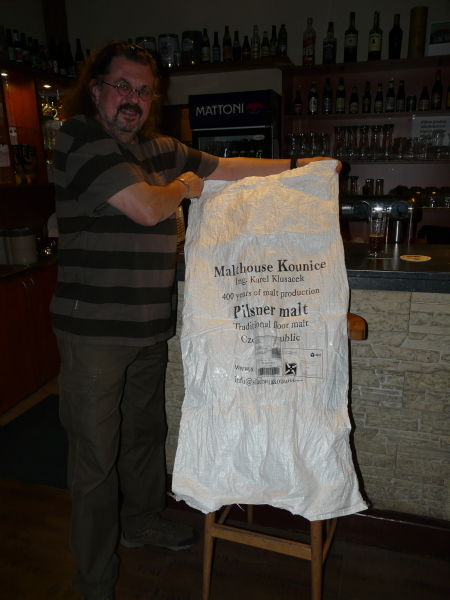 MATTONI
Malthouse Kounice
Ing. Karel Klusacek
400 years of malt production
Pilsner malt
Traditional floor malt